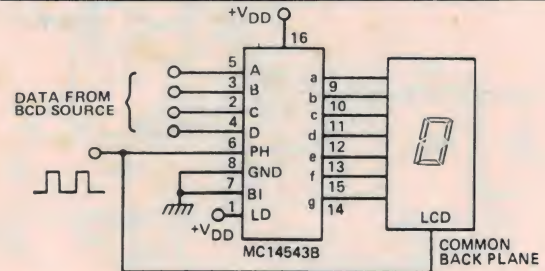 +VDD
16
5 A
3 B
2 C
4 D
6 PH
8 GND
7 BI
1 LD
DATA FROM
BCD SOURCE
+VDD
a 9
b 10
c 11
d 12
e 13
f 15
g 14
LCD
MC14543B
COMMON
BACK PLANE